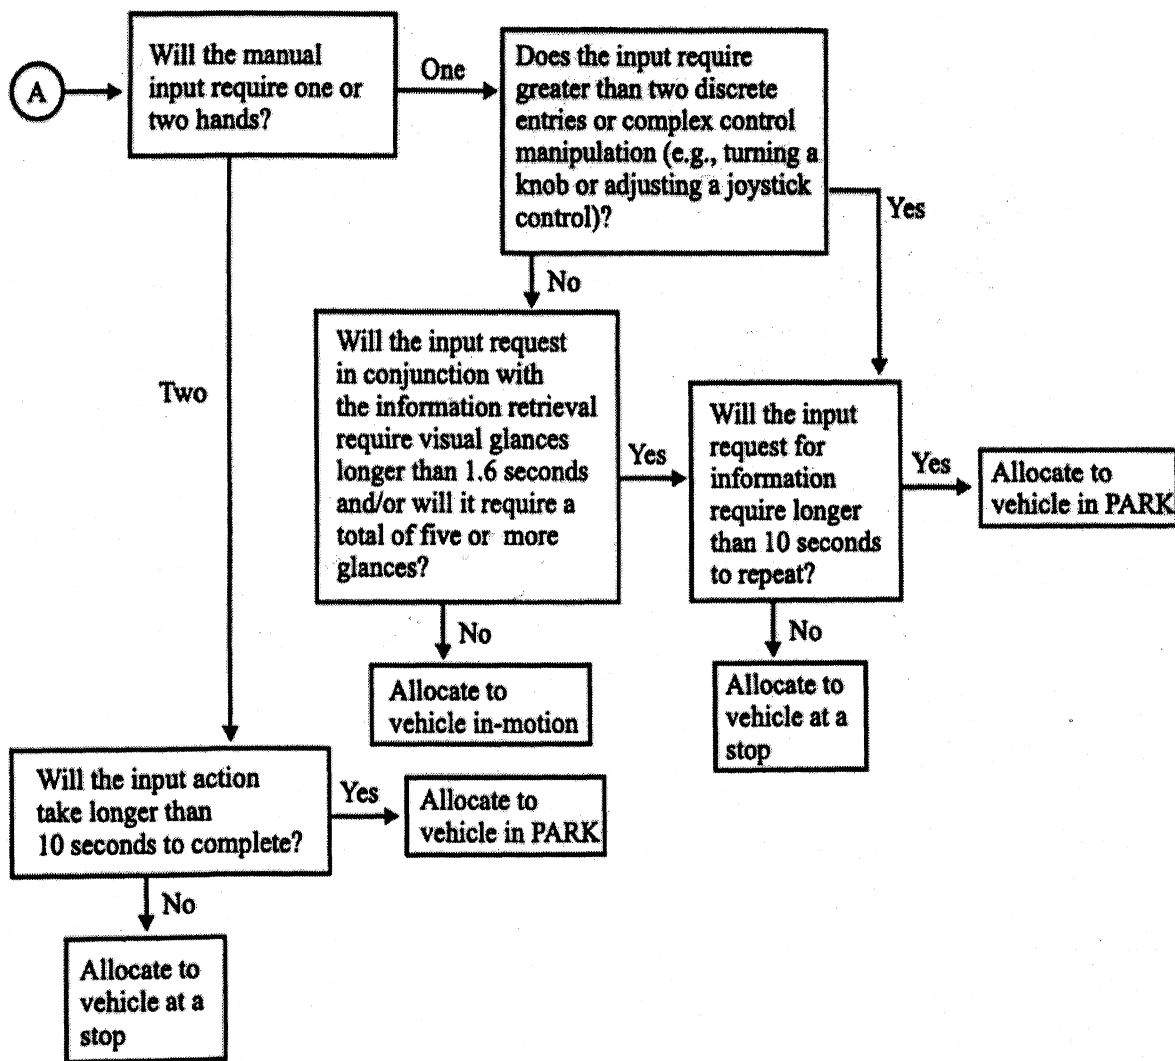 A
Will the manual
input require one or
two hands?
One
Does the input require
greater than two discrete
entries or complex control
manipulation (e.g., turning a
knob or adjusting a joystick
control)?
Yes
No
Two
Will the input request
in conjunction with
the information retrieval
require visual glances
longer than 1.6 seconds
and/or will it require a
total of five or more
glances?
Yes
Will the input
request for
information
require longer
than 10 seconds
to repeat?
Yes
Allocate to
vehicle in PARK
No
Allocate to
vehicle in-motion
No
Allocate to
vehicle at a
stop
Will the input action
take longer than
10 seconds to complete?
Yes
Allocate to
vehicle in PARK
No
Allocate to
vehicle at a
stop